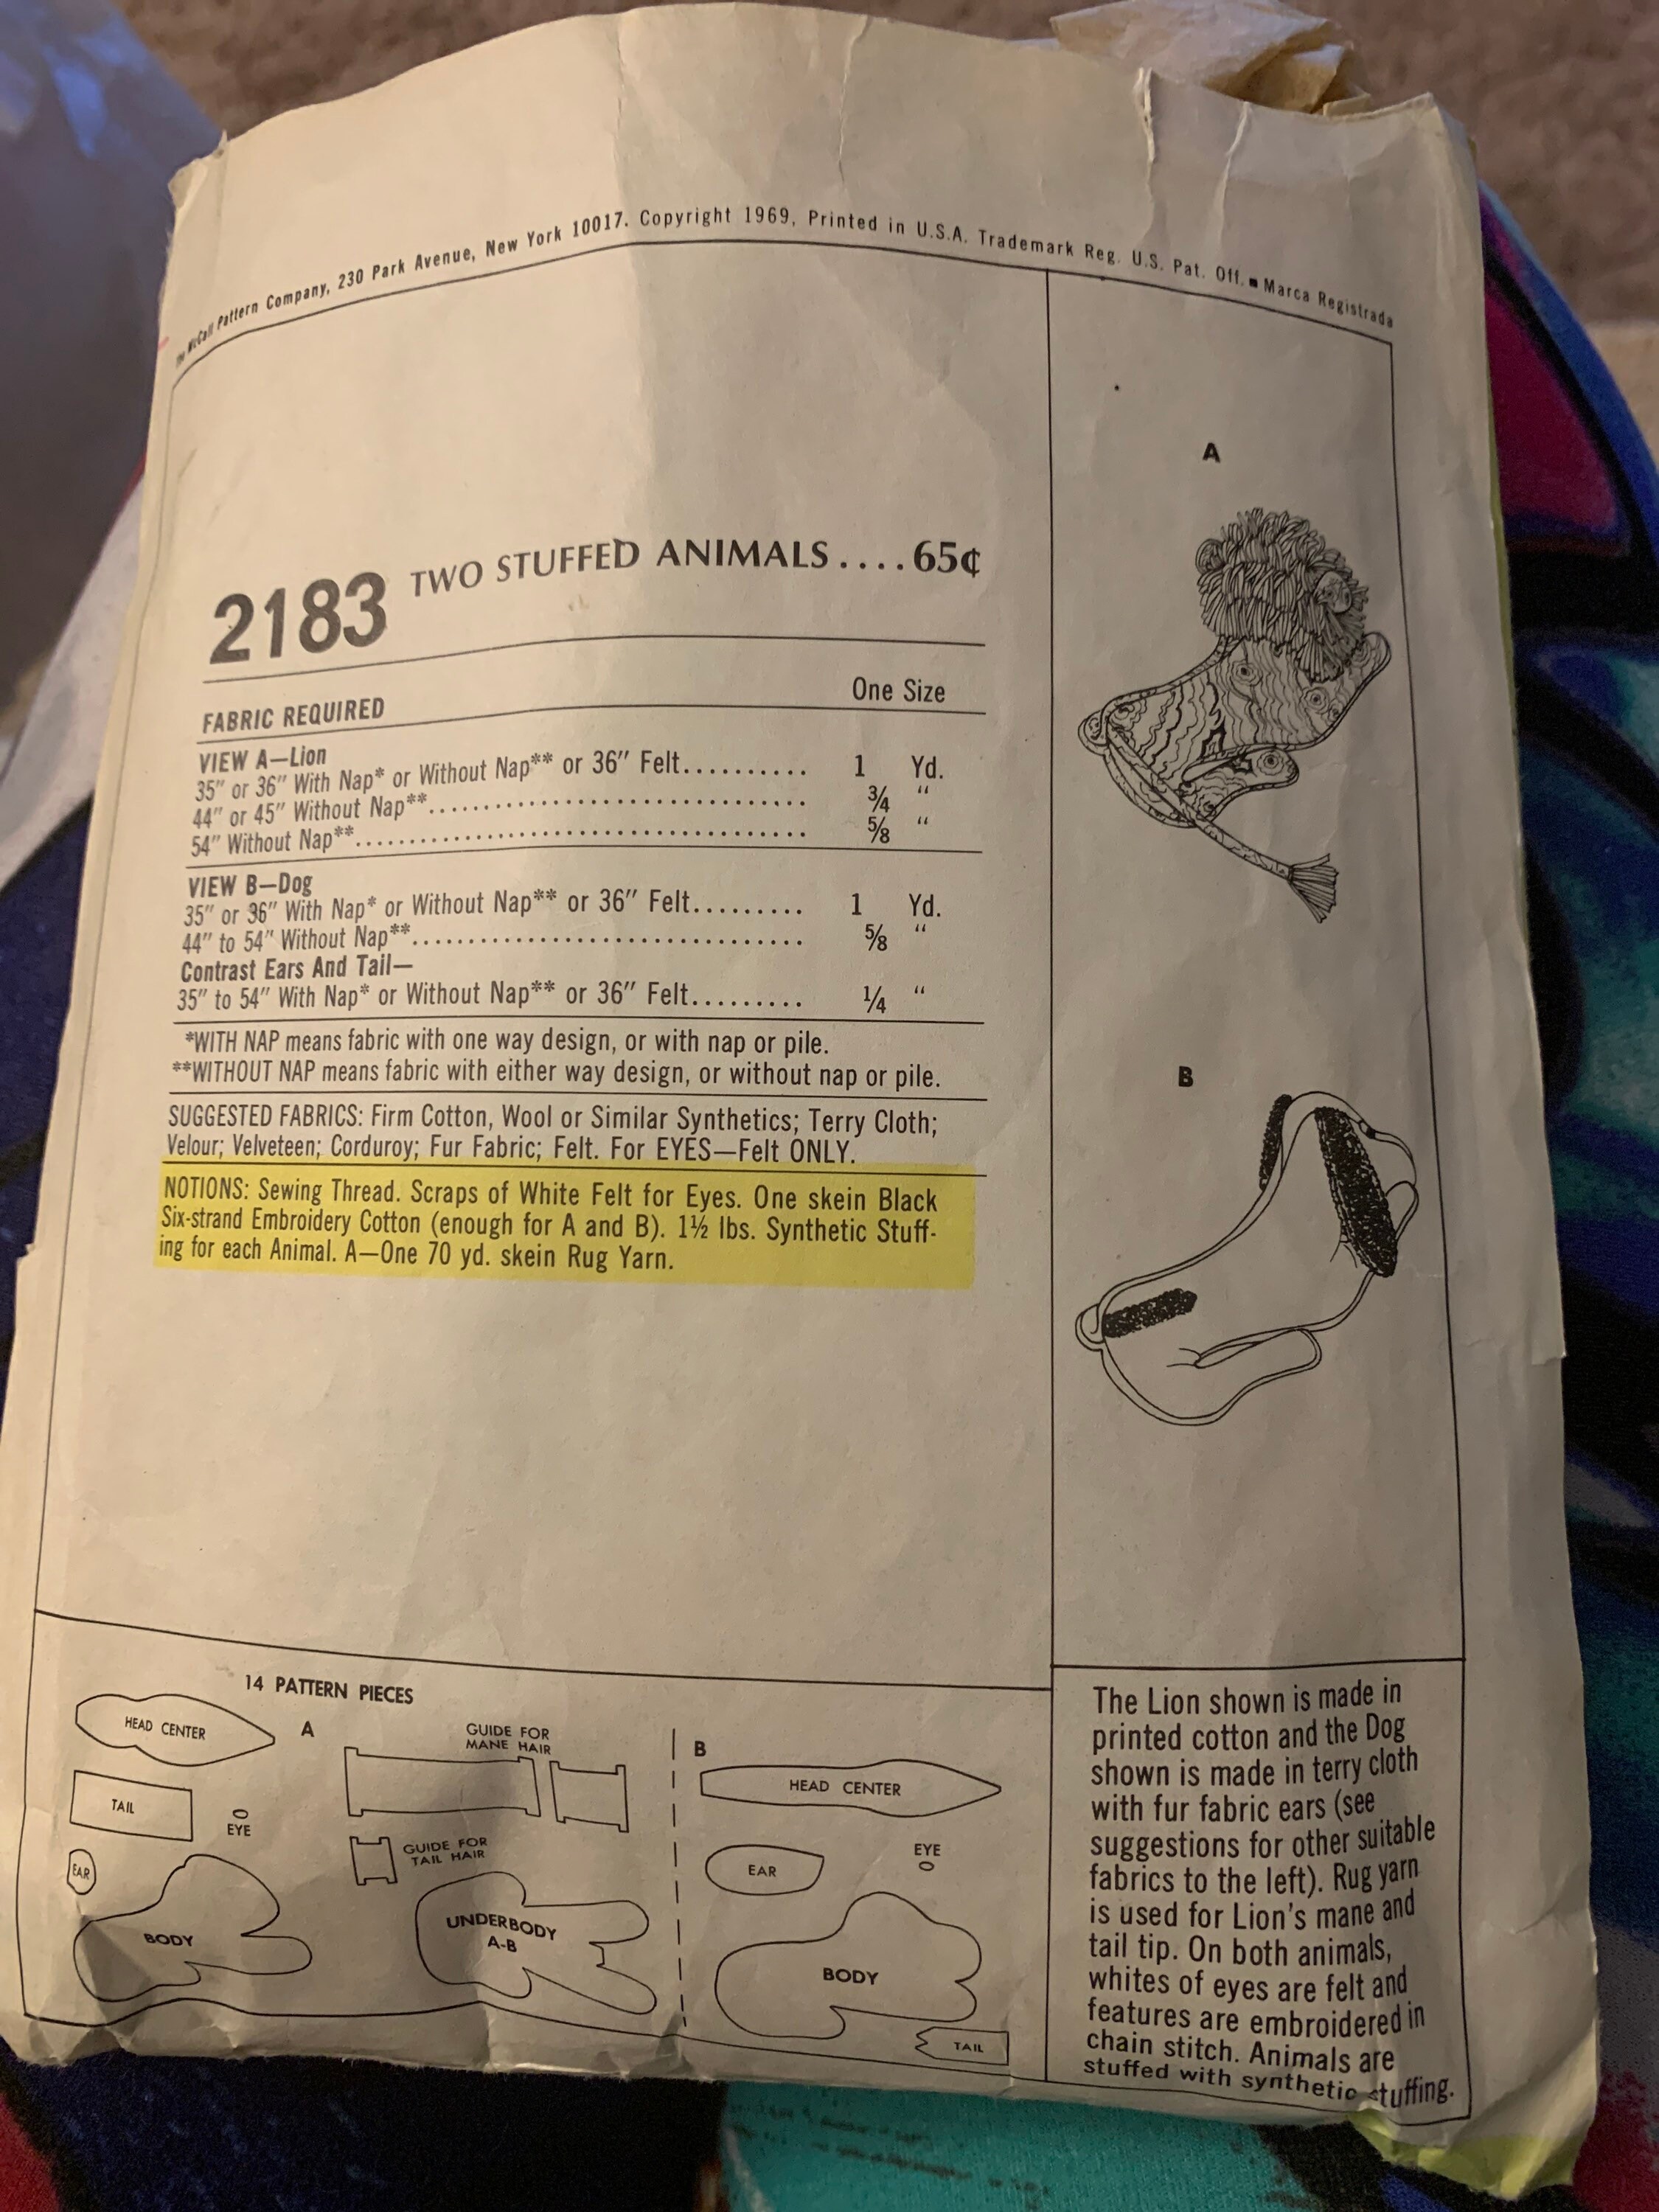 The McCall Pattern Company, 230 Park Avenue, New York 10017. Copyright 1969, Printed in U.S.A. Trademark Reg. U.S. Pat. Off. ■ Marca Registrada
2183 TWO STUFFED ANIMALS....65¢
FABRIC REQUIRED One Size
VIEW A—Lion
35" or 36" With Nap* or Without Nap** or 36" Felt.......... 1 Yd.
44" or 45" Without Nap**.................................. ¾ "
54" Without Nap**........................................ ⅝ "
VIEW B—Dog
35" or 36" With Nap* or Without Nap** or 36" Felt......... 1 Yd.
44" to 54" Without Nap**................................. ⅝ "
Contrast Ears And Tail—
35" to 54" With Nap* or Without Nap** or 36" Felt......... ¼ "
*WITH NAP means fabric with one way design, or with nap or pile.
**WITHOUT NAP means fabric with either way design, or without nap or pile.
SUGGESTED FABRICS: Firm Cotton, Wool or Similar Synthetics; Terry Cloth;
Velour; Velveteen; Corduroy; Fur Fabric; Felt. For EYES—Felt ONLY.
NOTIONS: Sewing Thread. Scraps of White Felt for Eyes. One skein Black
Six-strand Embroidery Cotton (enough for A and B). 1½ lbs. Synthetic Stuff-
ing for each Animal. A—One 70 yd. skein Rug Yarn.
A
B
14 PATTERN PIECES
A
HEAD CENTER
TAIL
EYE
EAR
BODY
GUIDE FOR
MANE HAIR
GUIDE FOR
TAIL HAIR
UNDERBODY
A-B
B
HEAD CENTER
EAR
EYE
BODY
TAIL
The Lion shown is made in
printed cotton and the Dog
shown is made in terry cloth
with fur fabric ears (see
suggestions for other suitable
fabrics to the left). Rug yarn
is used for Lion's mane and
tail tip. On both animals,
whites of eyes are felt and
features are embroidered in
chain stitch. Animals are
stuffed with synthetic stuffing.